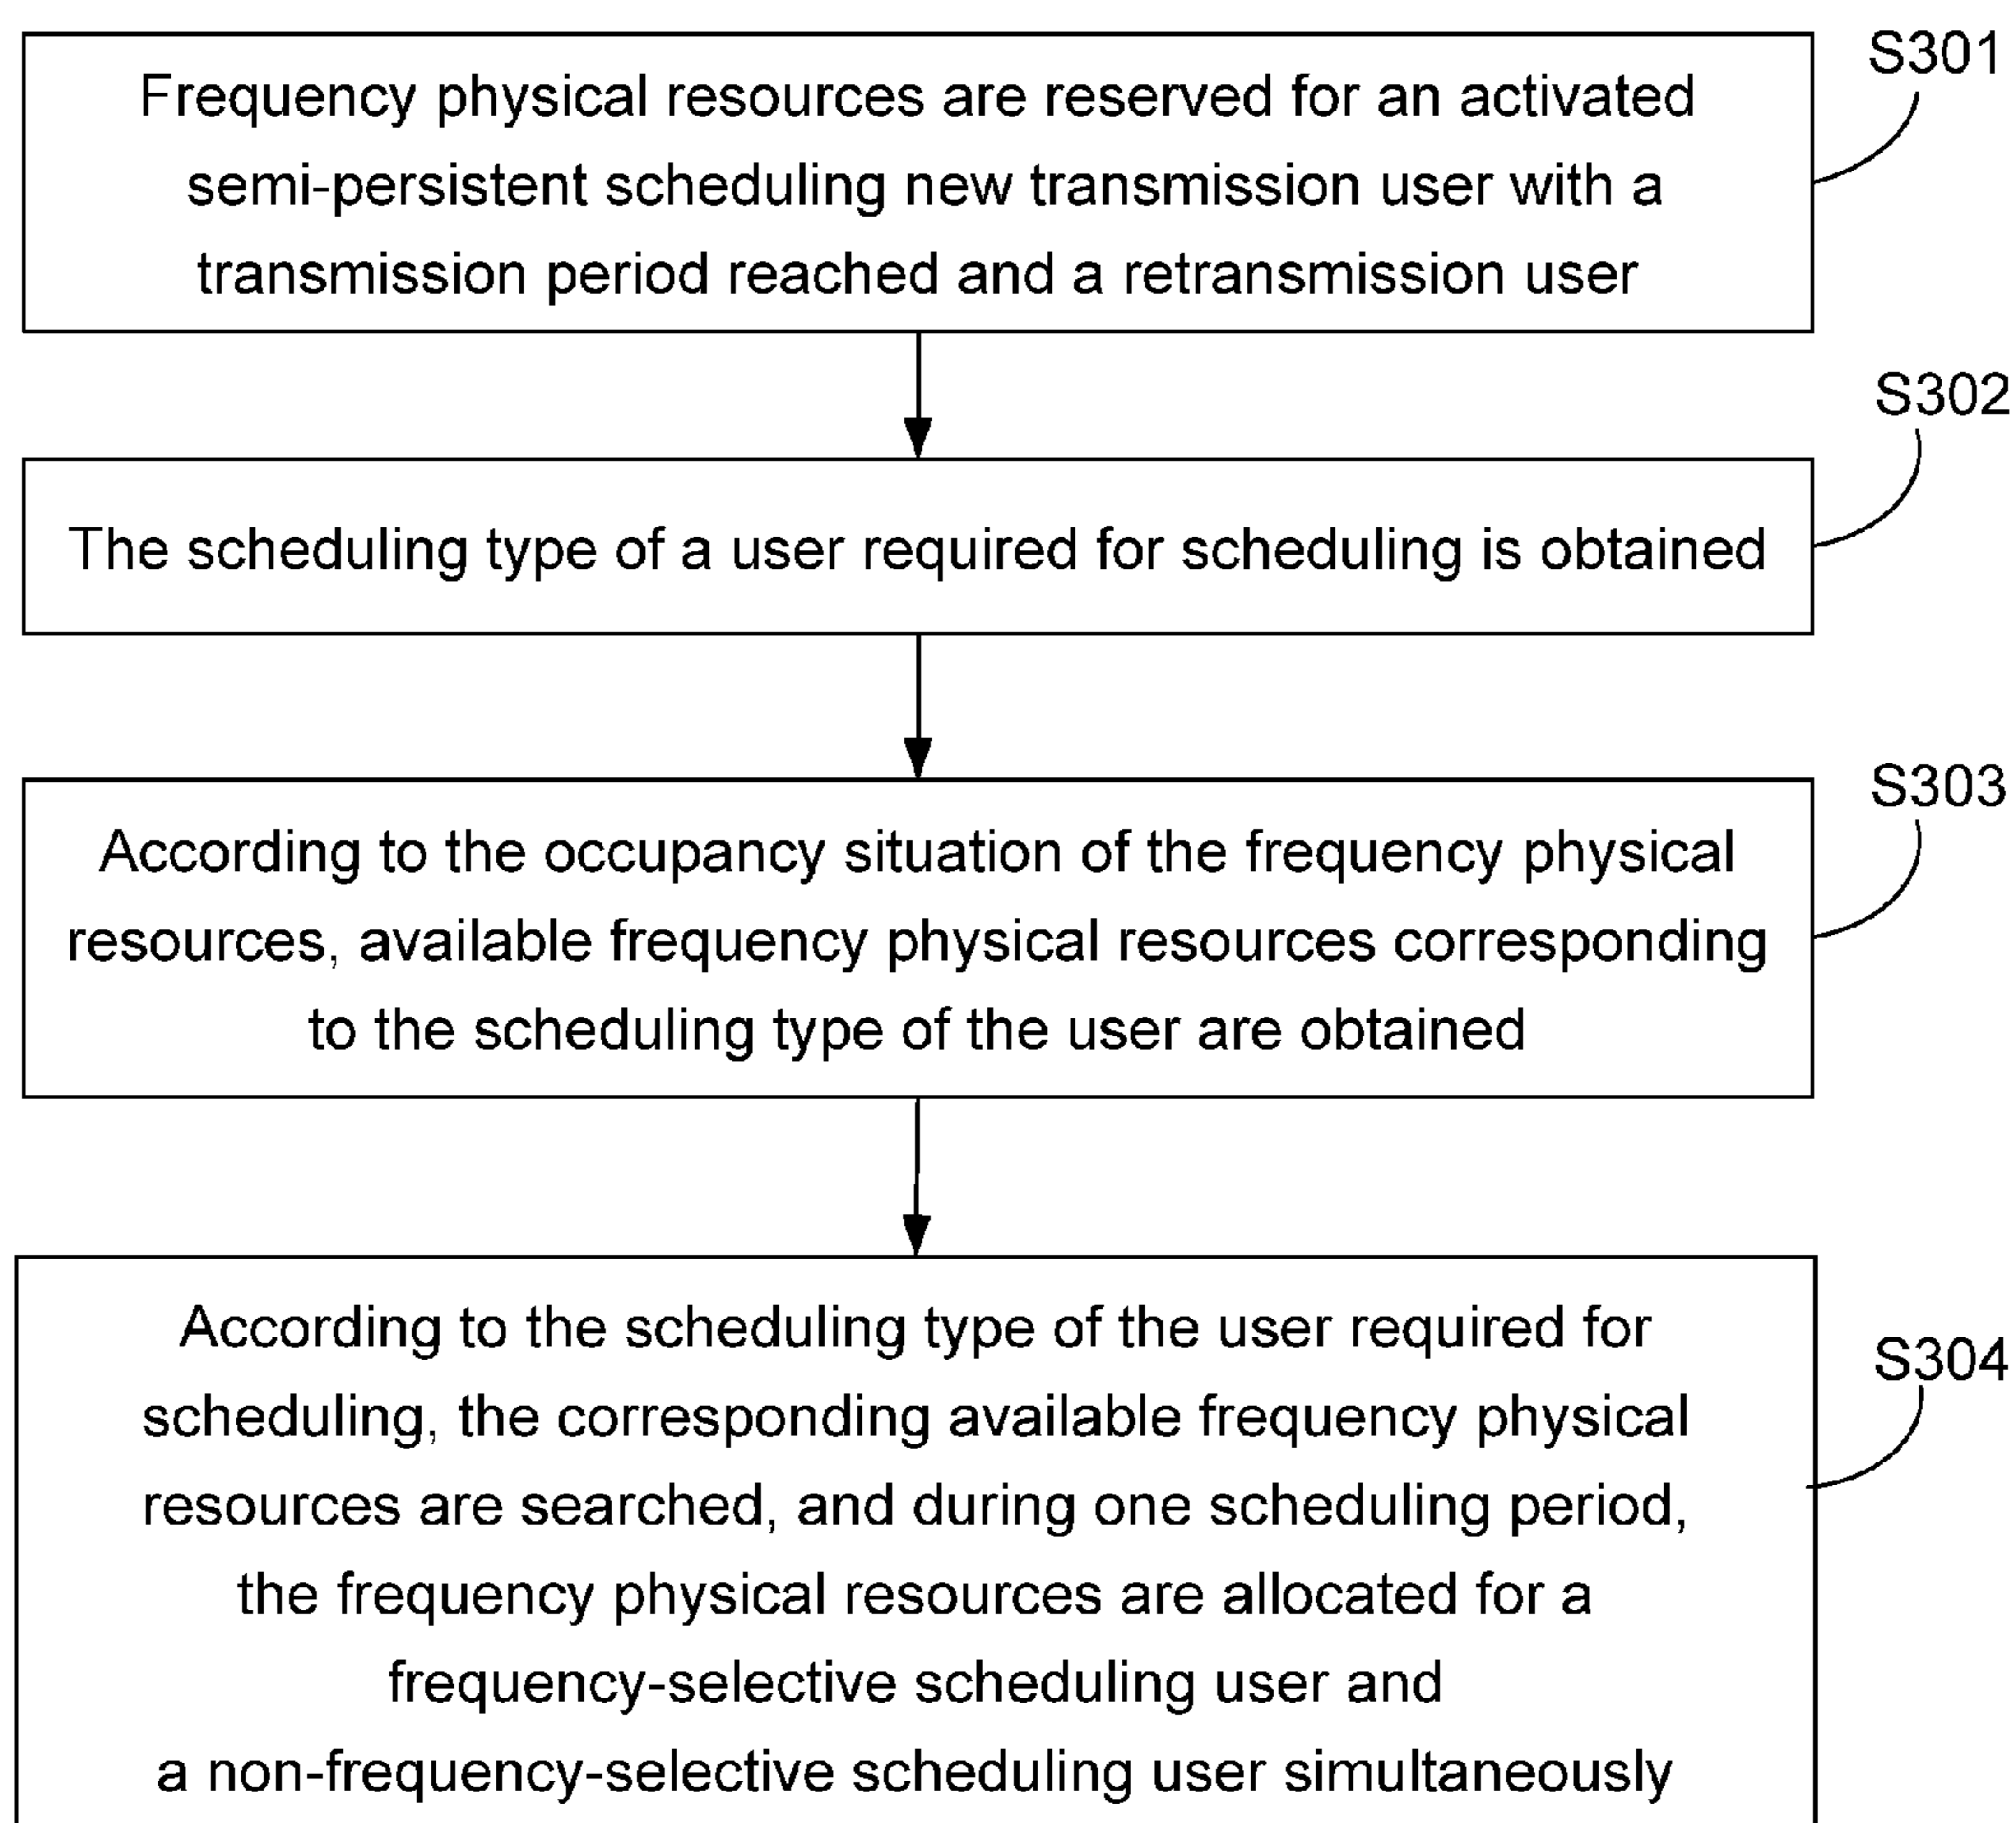 S301
Frequency physical resources are reserved for an activated
semi-persistent scheduling new transmission user with a
transmission period reached and a retransmission user
S302
The scheduling type of a user required for scheduling is obtained
S303
According to the occupancy situation of the frequency physical
resources, available frequency physical resources corresponding
to the scheduling type of the user are obtained
S304
According to the scheduling type of the user required for
scheduling, the corresponding available frequency physical
resources are searched, and during one scheduling period,
the frequency physical resources are allocated for a
frequency-selective scheduling user and
a non-frequency-selective scheduling user simultaneously